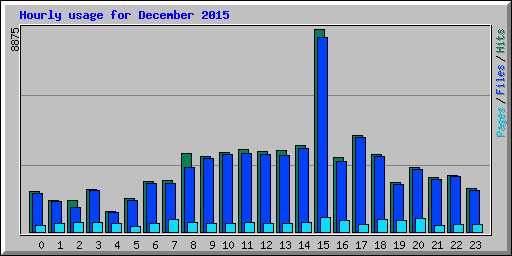 Hourly usage for December 2015
8875
Pages/Files/Hits
0 1 2 3 4 5 6 7 8 9 10 11 12 13 14 15 16 17 18 19 20 21 22 23